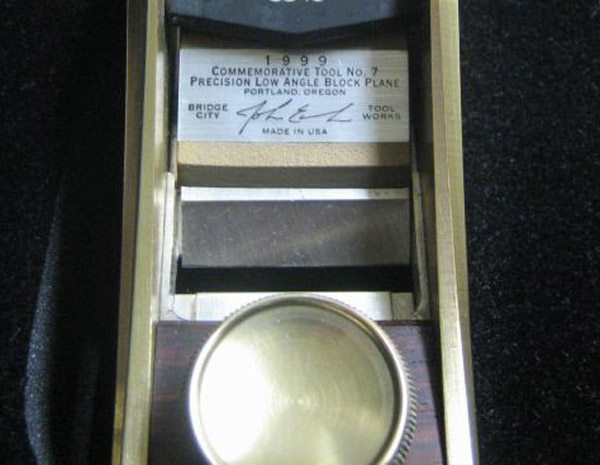 1999
COMMEMORATIVE TOOL NO. 7
PRECISION LOW ANGLE BLOCK PLANE
PORTLAND, OREGON
BRIDGE CITY TOOL WORKS
MADE IN USA